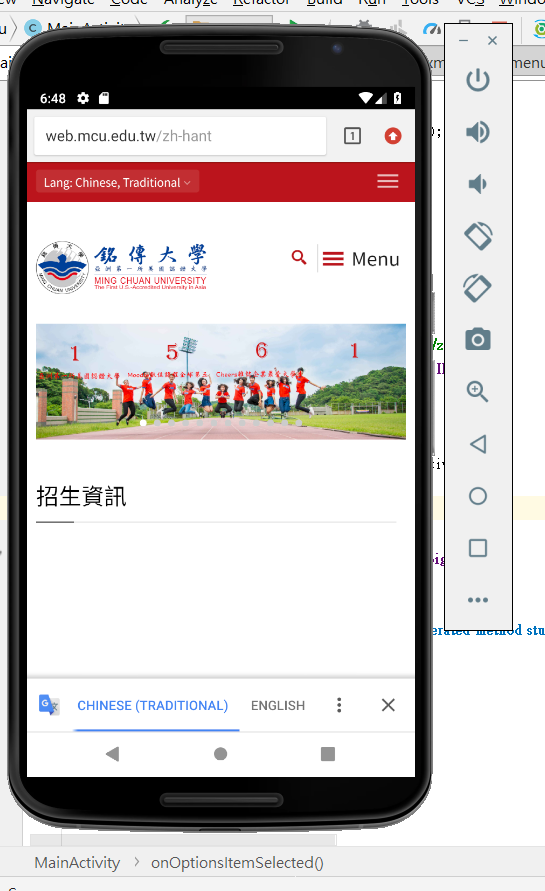 Navigate Code Analyze Refactor Build Run Tools VCS
MainActivity
6:48
web.mcu.edu.tw/zh-hant
1
Lang: Chinese, Traditional
銘傳大學
亞洲第一所美國認證大學
MING CHUAN UNIVERSITY
The First U.S.-Accredited University in Asia
Menu
1 5 6 1
招生資訊
erated method stu
CHINESE (TRADITIONAL) ENGLISH
MainActivity > onOptionsItemSelected()